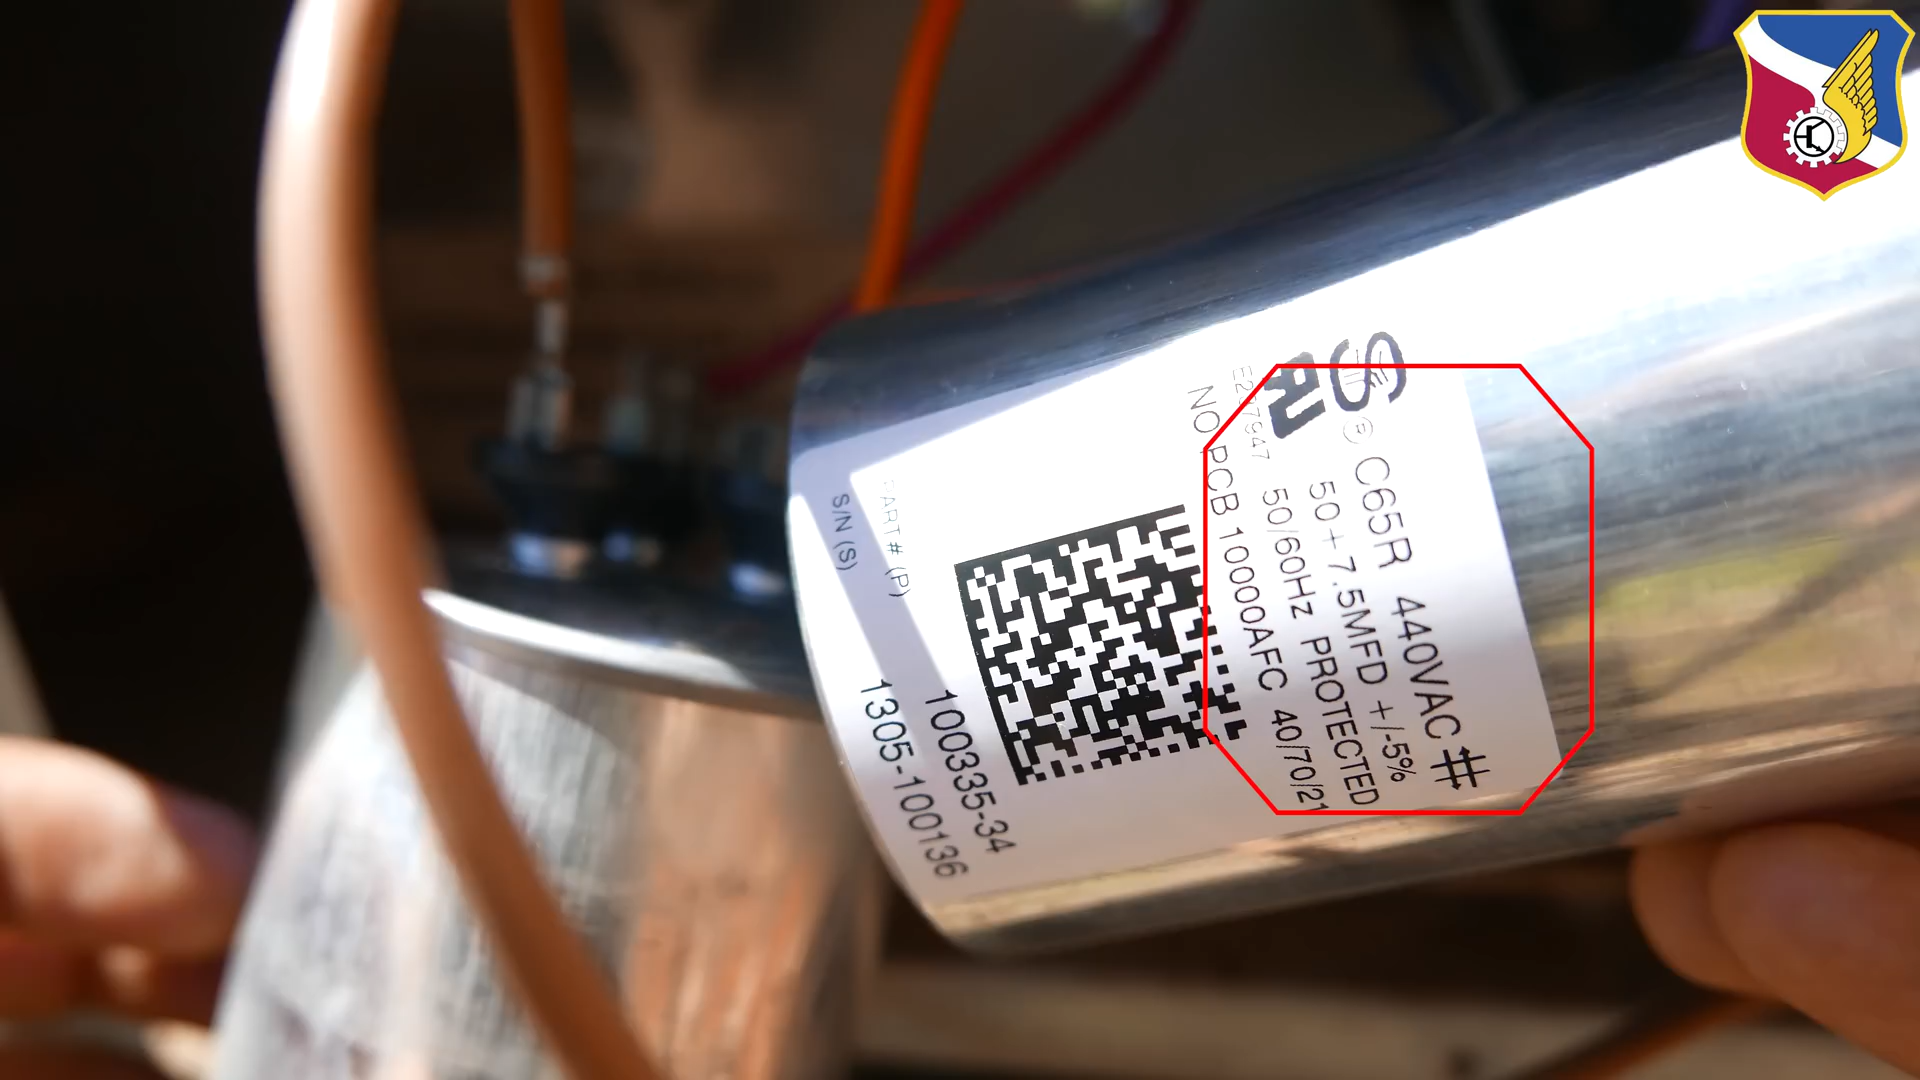 C65R 440VAC
50+7.5MFD +/-5%
50/60Hz PROTECTED
E227947
NO PCB 10000AFC 40/70/21
PART # (P) 100335-34
S/N (S) 1305-100136